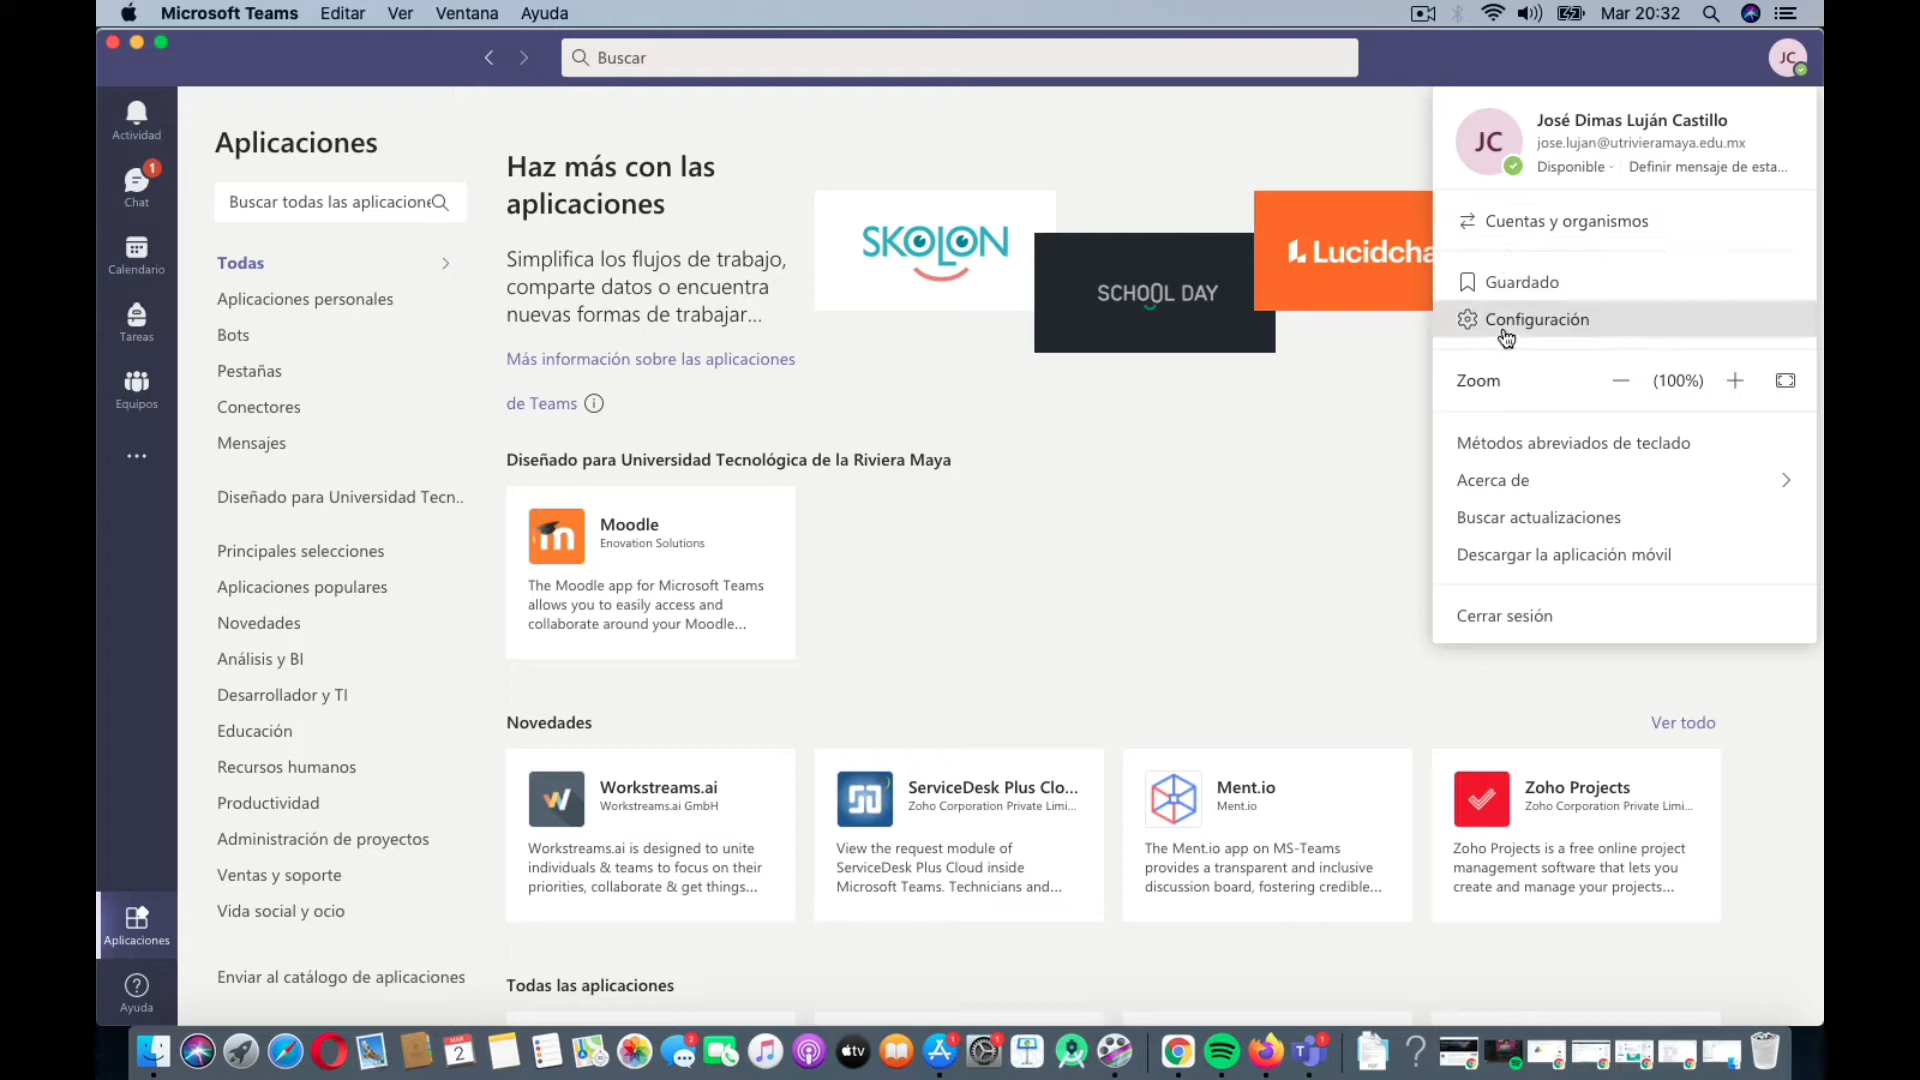 Microsoft Teams Editar Ver Ventana Ayuda Mar 20:32
Buscar
JC
Actividad
1
Chat
Calendario
Tareas
Equipos
Aplicaciones
Ayuda
Aplicaciones
Buscar todas las aplicacione
Todas
Aplicaciones personales
Bots
Pestañas
Conectores
Mensajes
Diseñado para Universidad Tecn..
Principales selecciones
Aplicaciones populares
Novedades
Análisis y BI
Desarrollador y TI
Educación
Recursos humanos
Productividad
Administración de proyectos
Ventas y soporte
Vida social y ocio
Enviar al catálogo de aplicaciones
Haz más con las
aplicaciones
Simplifica los flujos de trabajo,
comparte datos o encuentra
nuevas formas de trabajar...
Más información sobre las aplicaciones
de Teams
SKOLON
SCHOOL DAY
Lucidcha
Diseñado para Universidad Tecnológica de la Riviera Maya
Moodle
Enovation Solutions
The Moodle app for Microsoft Teams
allows you to easily access and
collaborate around your Moodle...
Novedades
Ver todo
Workstreams.ai
Workstreams.ai GmbH
Workstreams.ai is designed to unite
individuals & teams to focus on their
priorities, collaborate & get things...
ServiceDesk Plus Clo...
Zoho Corporation Private Limi...
View the request module of
ServiceDesk Plus Cloud inside
Microsoft Teams. Technicians and...
Ment.io
Ment.io
The Ment.io app on MS-Teams
provides a transparent and inclusive
discussion board, fostering credible...
Zoho Projects
Zoho Corporation Private Limi...
Zoho Projects is a free online project
management software that lets you
create and manage your projects...
Todas las aplicaciones
JC
José Dimas Luján Castillo
jose.lujan@utrivieramaya.edu.mx
Disponible Definir mensaje de esta...
Cuentas y organismos
Guardado
Configuración
Zoom — (100%) +
Métodos abreviados de teclado
Acerca de
Buscar actualizaciones
Descargar la aplicación móvil
Cerrar sesión
MAR
2
2
tv
1
1
1